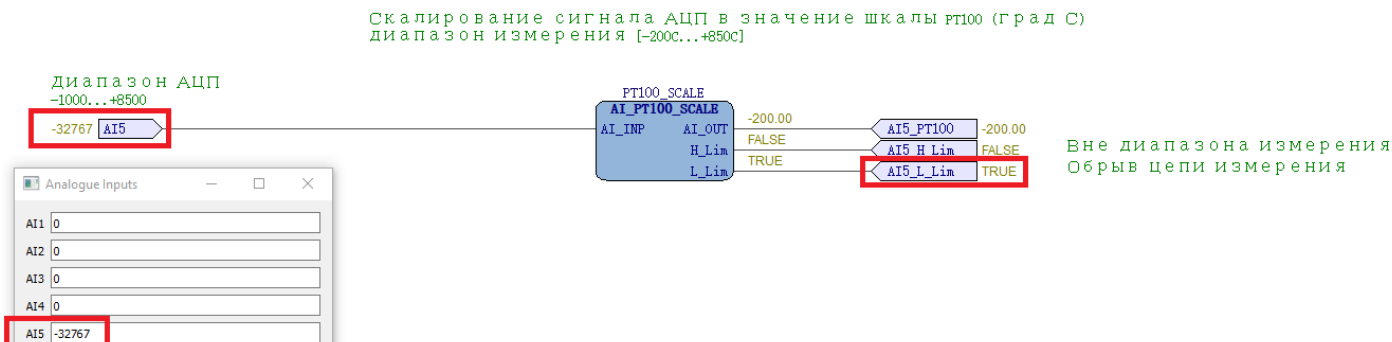 Скалирование сигнала АЦП в значение шкалы PT100 (град С)
диапазон измерения [-200с...+850с]
Диапазон АЦП
-1000...+8500
-32767 AI5
PT100_SCALE
AI_PT100_SCALE
AI_INP AI_OUT -200.00 AI5_PT100 -200.00
H_Lim FALSE AI5_H_Lim FALSE
L_Lim TRUE AI5_L_Lim TRUE
Вне диапазона измерения
Обрыв цепи измерения
Analogue Inputs
AI1 0
AI2 0
AI3 0
AI4 0
AI5 -32767